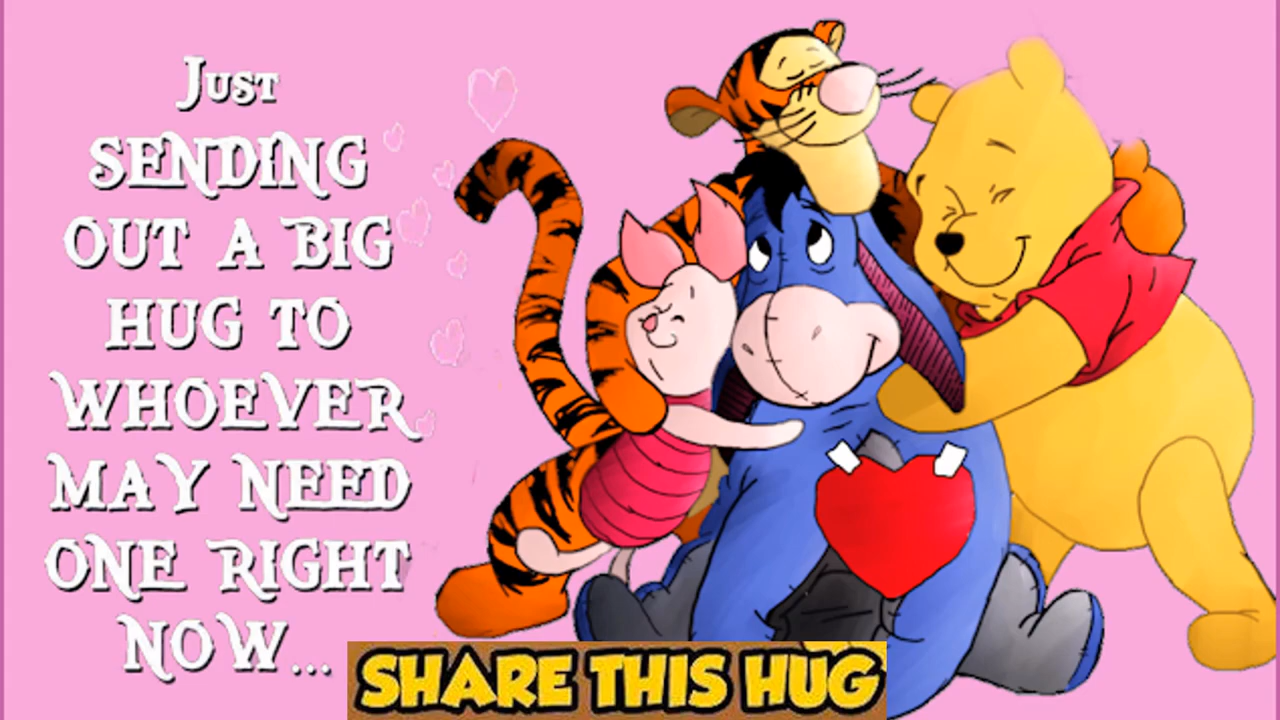 Just
SENDING
OUT A BIG
HUG TO
WHOEVER
MAY NEED
ONE RIGHT
NOW...
SHARE THIS HUG